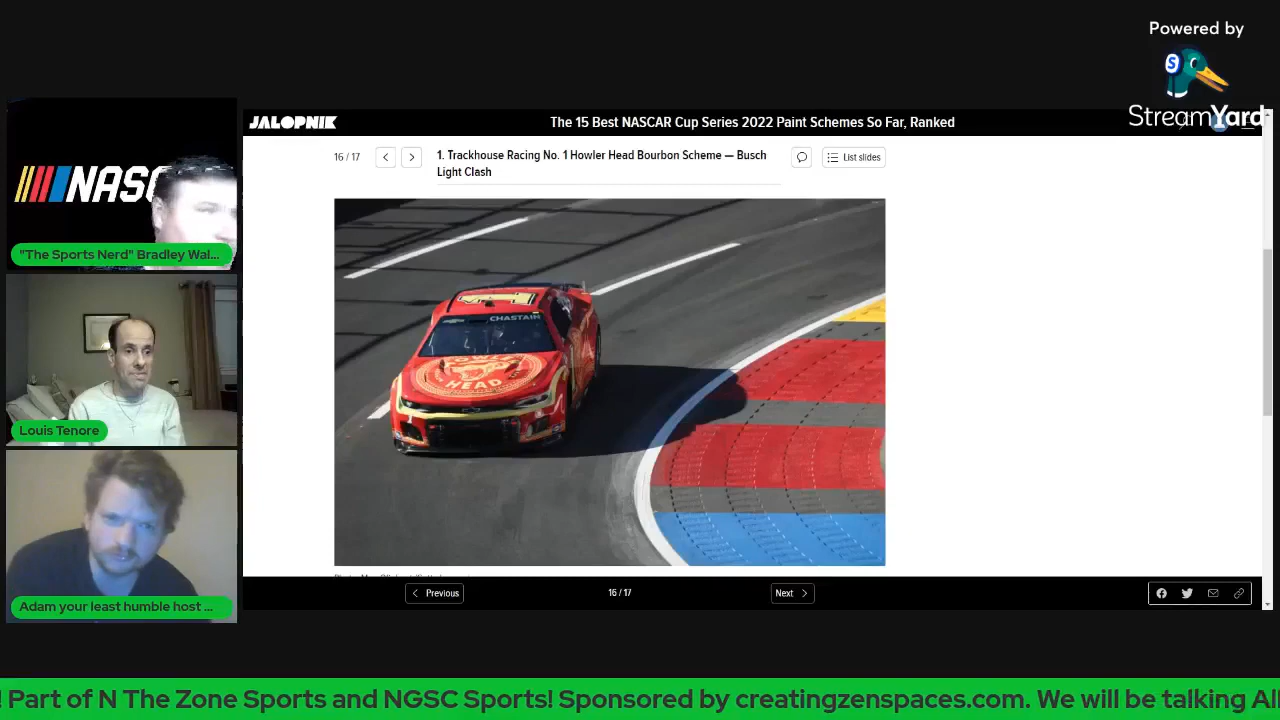 Powered by
StreamYard
JALOPNIK
The 15 Best NASCAR Cup Series 2022 Paint Schemes So Far, Ranked
16 / 17
1. Trackhouse Racing No. 1 Howler Head Bourbon Scheme — Busch
Light Clash
List slides
NASC
"The Sports Nerd" Bradley Wal...
Louis Tenore
Adam your least humble host ...
1
CHASTAIN
HEAD
Previous
16 / 17
Next
! Part of N The Zone Sports and NGSC Sports! Sponsored by creatingzenspaces.com. We will be talking Al